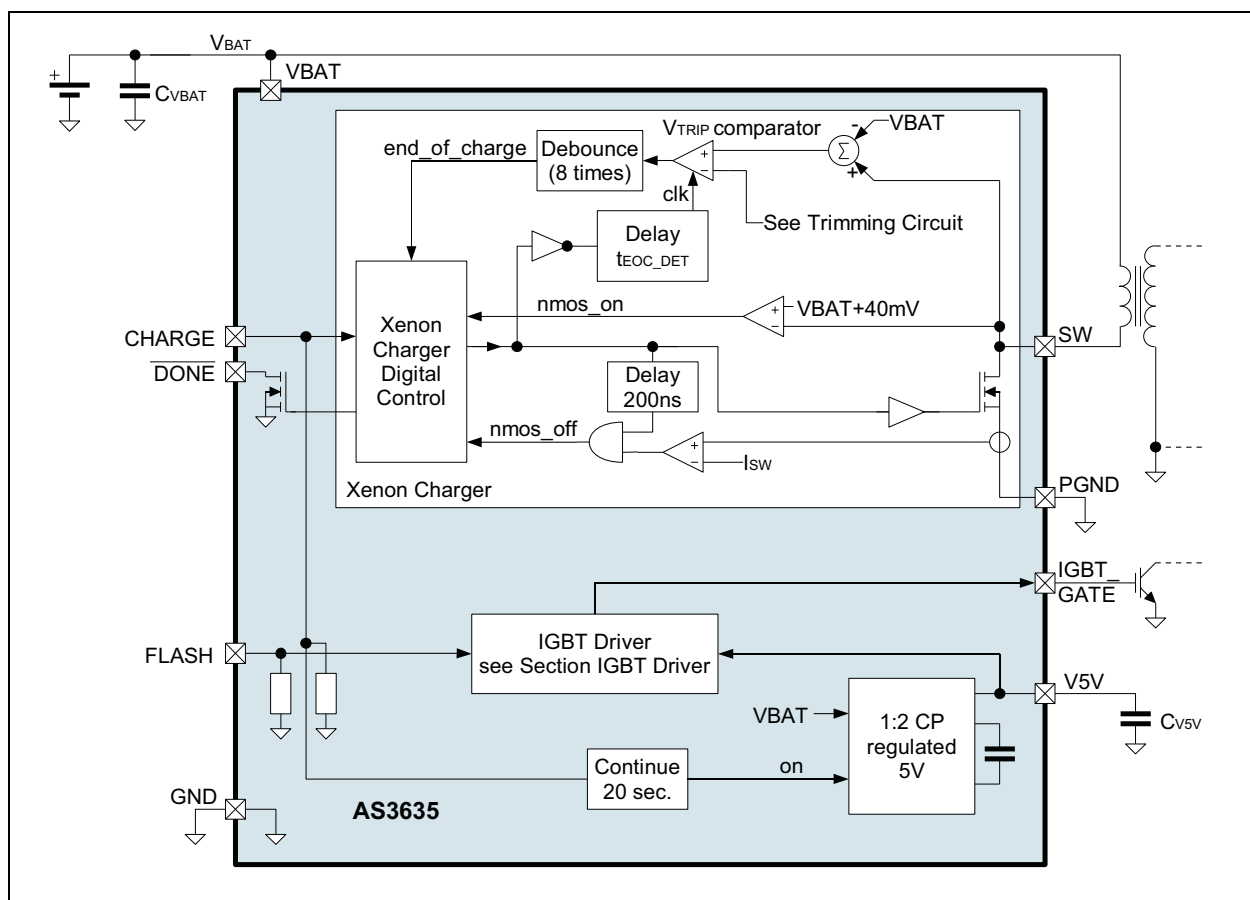 VBAT
VBAT
+
CVBAT
VTRIP comparator
-
VBAT
end_of_charge
Debounce
(8 times)
+
−
Σ
+
clk
See Trimming Circuit
Delay
tEOC_DET
nmos_on
+
−
VBAT+40mV
CHARGE
Xenon
Charger
Digital
Control
SW
DONE
Delay
200ns
nmos_off
+
−
ISW
Xenon Charger
PGND
IGBT_
GATE
FLASH
IGBT Driver
see Section IGBT Driver
V5V
VBAT
1:2 CP
regulated
5V
CV5V
Continue
20 sec.
on
GND
AS3635